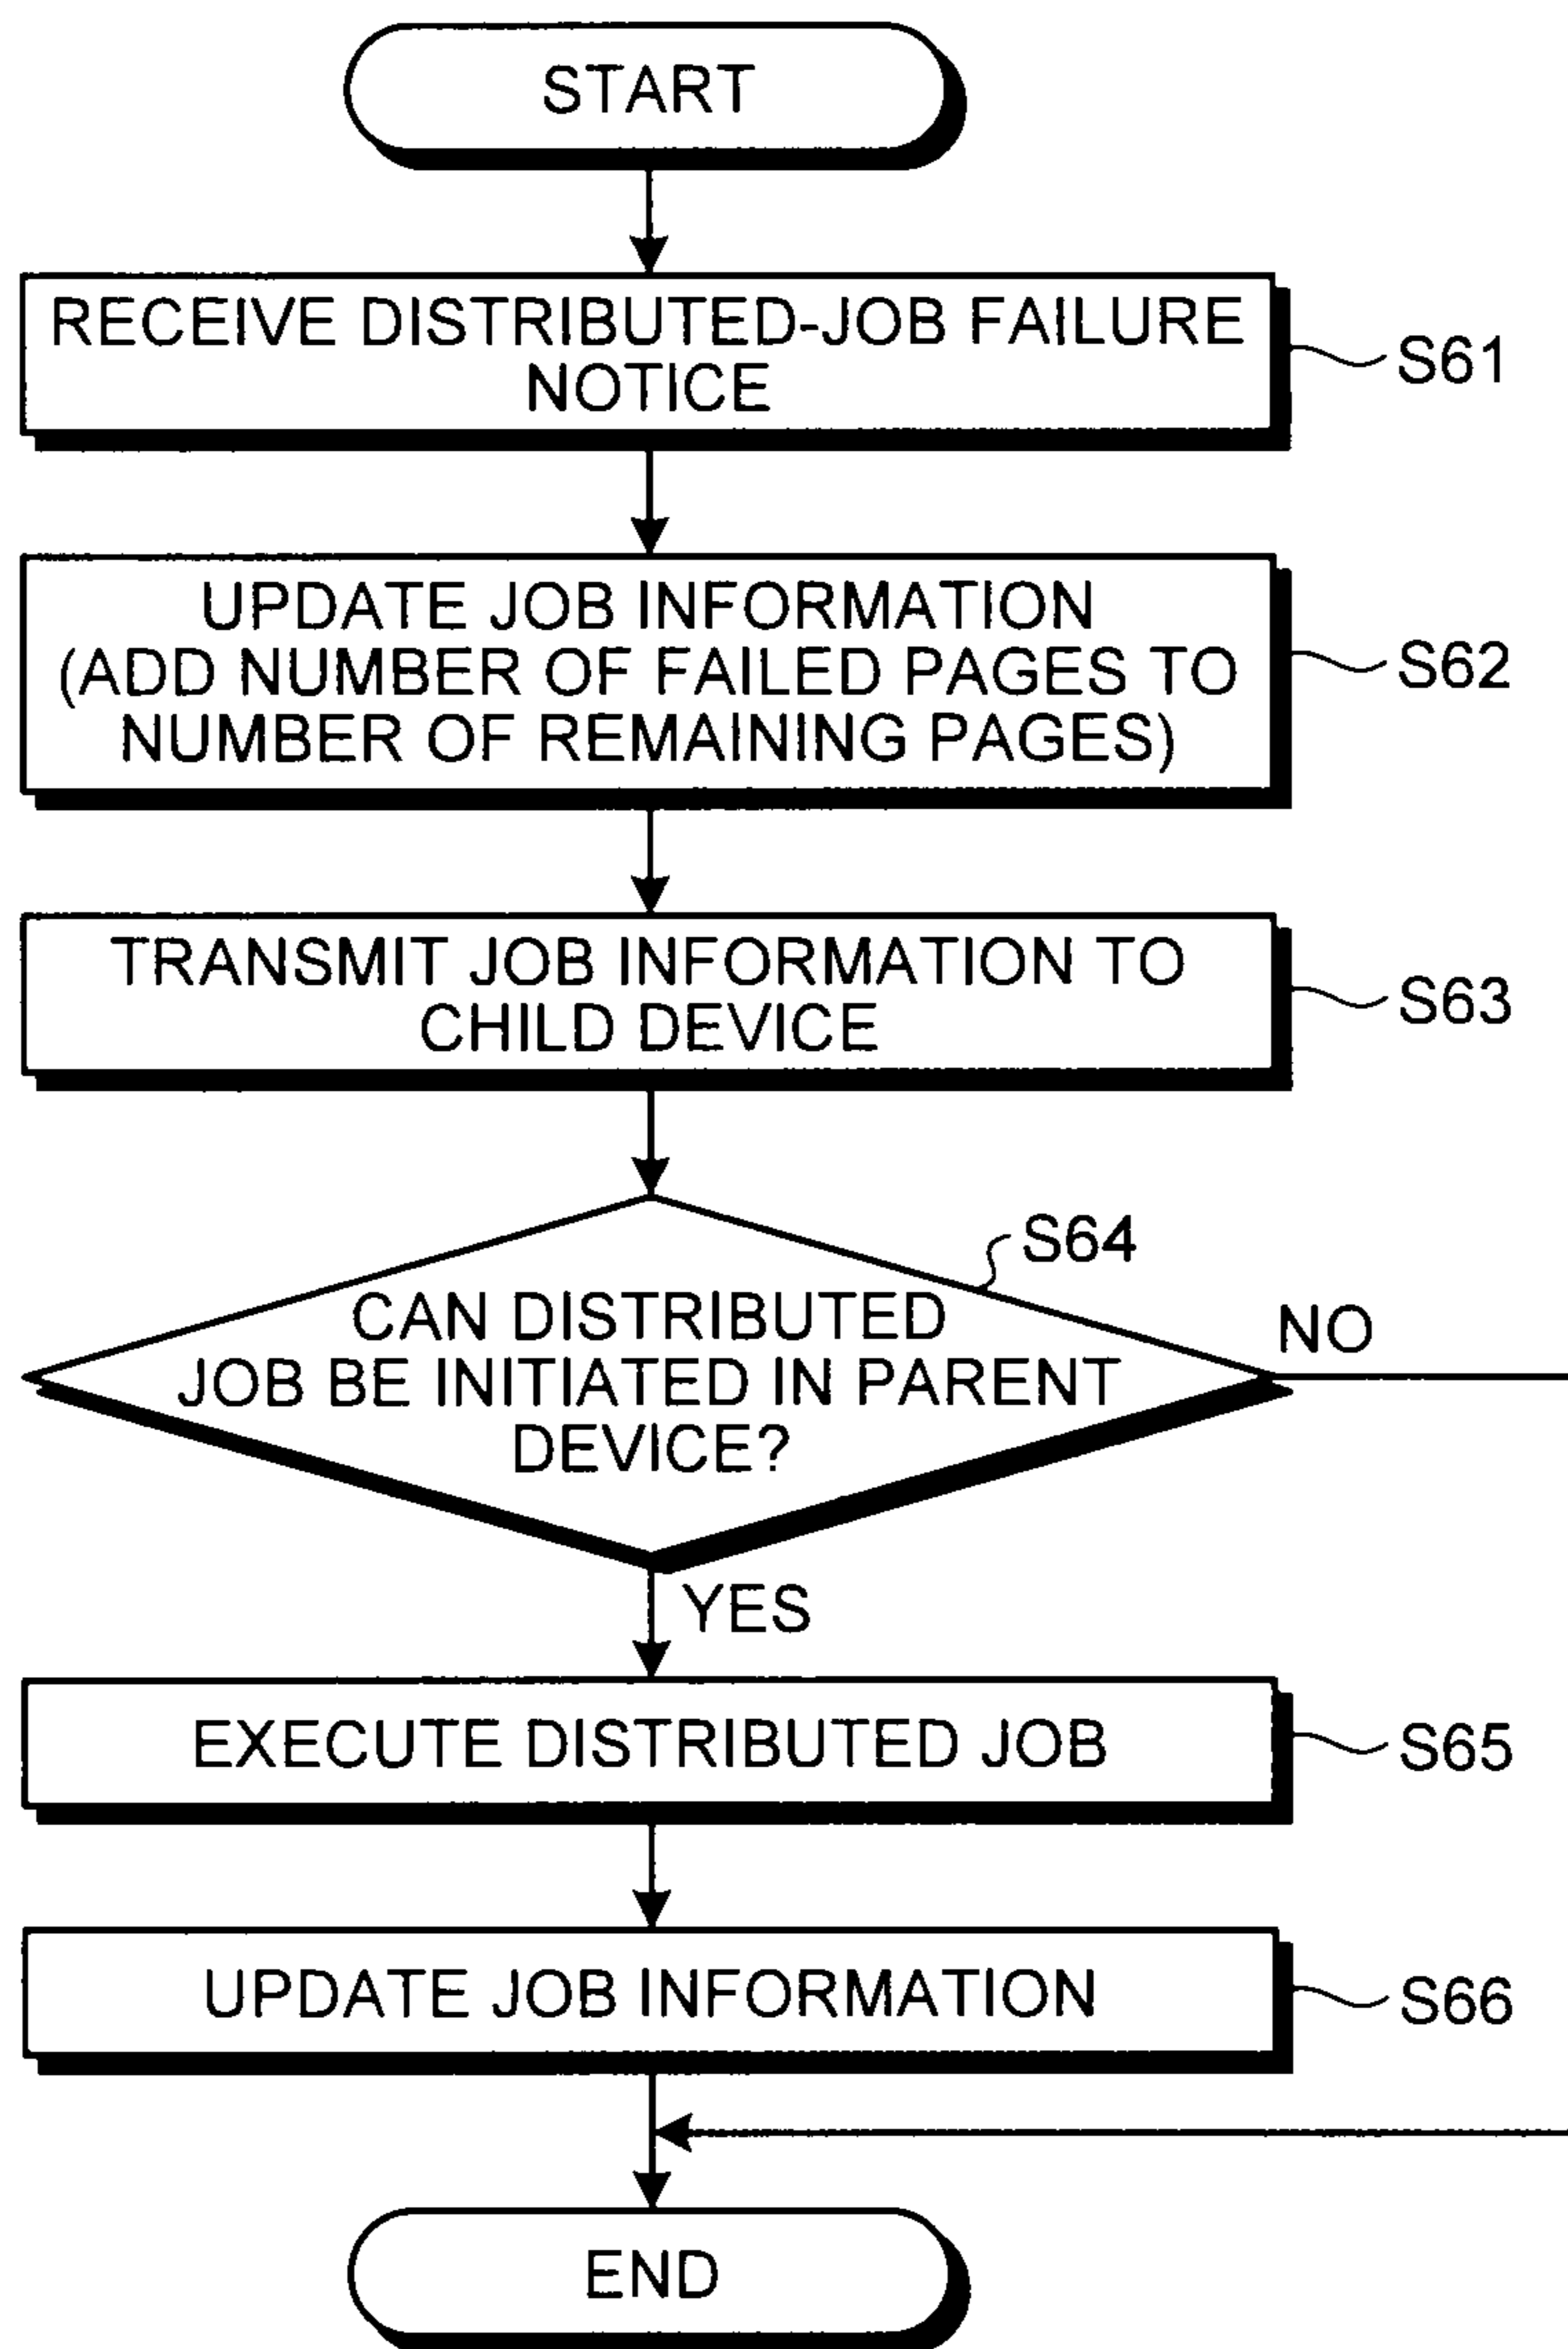 START
RECEIVE DISTRIBUTED-JOB FAILURE
NOTICE
S61
UPDATE JOB INFORMATION
(ADD NUMBER OF FAILED PAGES TO
NUMBER OF REMAINING PAGES)
S62
TRANSMIT JOB INFORMATION TO
CHILD DEVICE
S63
S64
CAN DISTRIBUTED
JOB BE INITIATED IN PARENT
DEVICE?
NO
YES
EXECUTE DISTRIBUTED JOB
S65
UPDATE JOB INFORMATION
S66
END